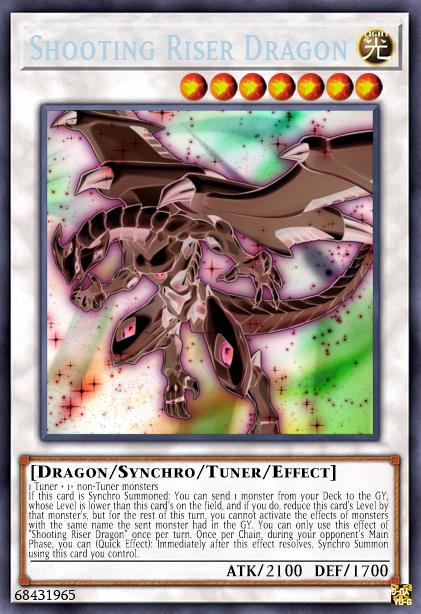 SHOOTING RISER DRAGON
LIGHT
光
[DRAGON/SYNCHRO/TUNER/EFFECT]
1 Tuner + 1+ non-Tuner monsters
If this card is Synchro Summoned: You can send 1 monster from your Deck to the GY,
whose Level is lower than this card's on the field, and if you do, reduce this card's Level by
that monster's, but for the rest of this turn, you cannot activate the effects of monsters
with the same name the sent monster had in the GY. You can only use this effect of
"Shooting Riser Dragon" once per turn. Once per Chain, during your opponent's Main
Phase, you can (Quick Effect): Immediately after this effect resolves, Synchro Summon
using this card you control.
ATK/2100 DEF/1700
68431965